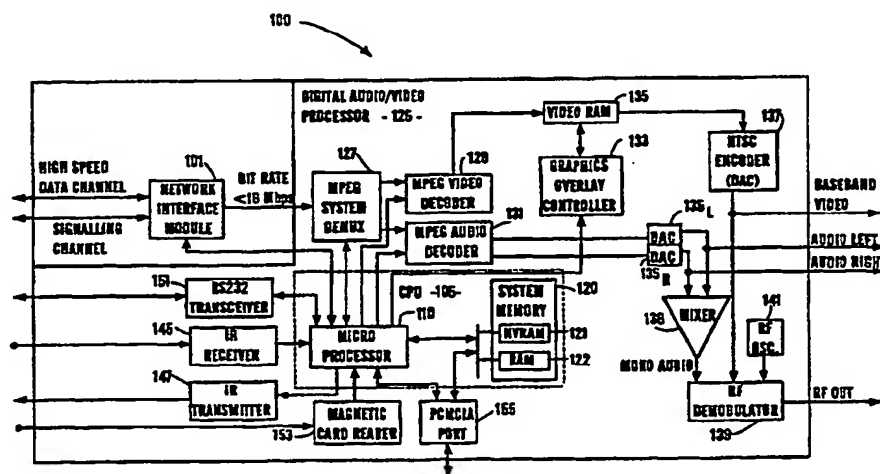 100
DIGITAL AUDIO/VIDEO
PROCESSOR -125-
135
VIDEO RAM
137
NTSC
ENCODER
(DAC)
HIGH SPEED
DATA CHANNEL
101
NETWORK
INTERFACE
MODULE
BIT RATE
<10 Mbps
SIGNALLING
CHANNEL
127
MPEG
SYSTEM
DEMUX
129
MPEG VIDEO
DECODER
133
GRAPHICS
OVERLAY
CONTROLLER
131
MPEG AUDIO
DECODER
135 L
DAC
DAC
135 R
BASEBAND
VIDEO
AUDIO LEFT
AUDIO RIGHT
151
RS232
TRANSCEIVER
CPU -105-
110
MICRO
PROCESSOR
SYSTEM
MEMORY
120
NVRAM
121
RAM
122
138
MIXER
141
RF
OSC.
145
IR
RECEIVER
MONO AUDIO
147
IR
TRANSMITTER
153
MAGNETIC
CARD READER
PCMCIA
PORT
155
RF
DEMODULATOR
139
RF OUT